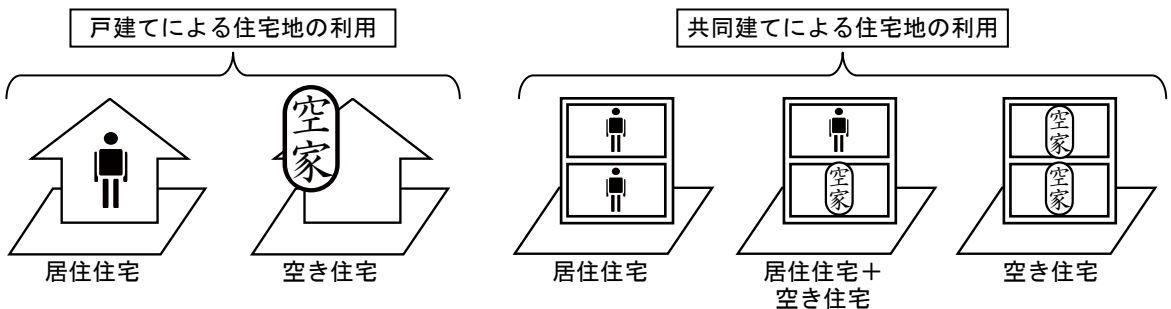 戸建てによる住宅地の利用
共同建てによる住宅地の利用
空家
空家
空家
空家
居住住宅
空き住宅
居住住宅
居住住宅＋
空き住宅
空き住宅